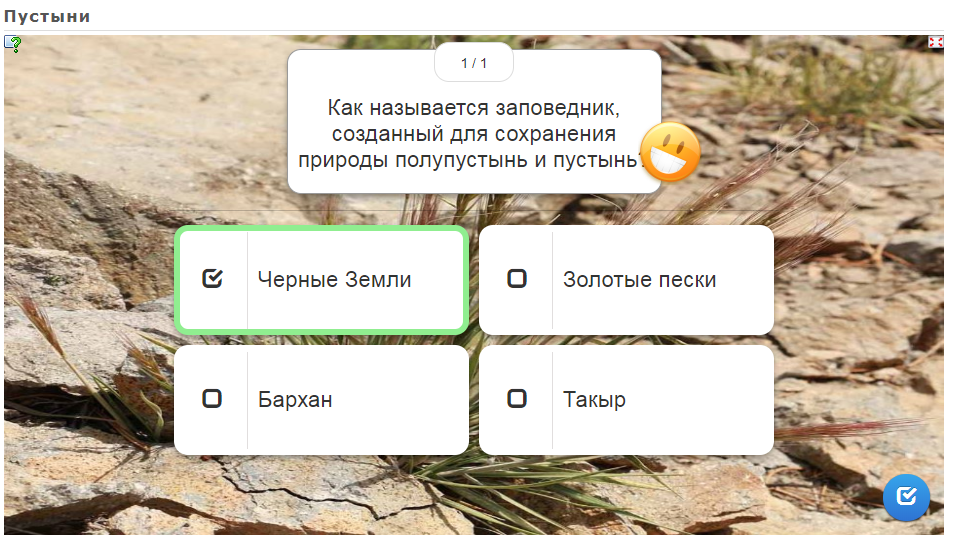 Пустыни
1 / 1
Как называется заповедник,
созданный для сохранения
природы полупустынь и пустынь?
Черные Земли
Золотые пески
Бархан
Такыр